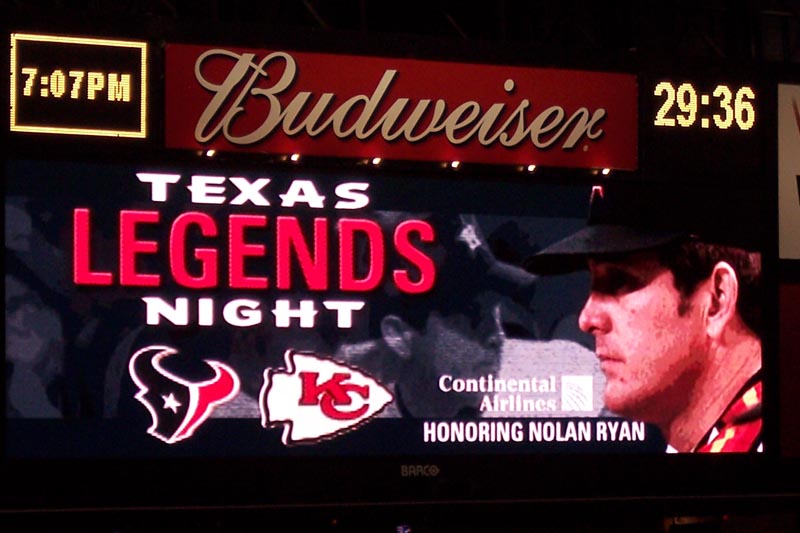 7:07PM
Budweiser
29:36
TEXAS
LEGENDS
NIGHT
KC
Continental
Airlines
HONORING NOLAN RYAN
BARCO